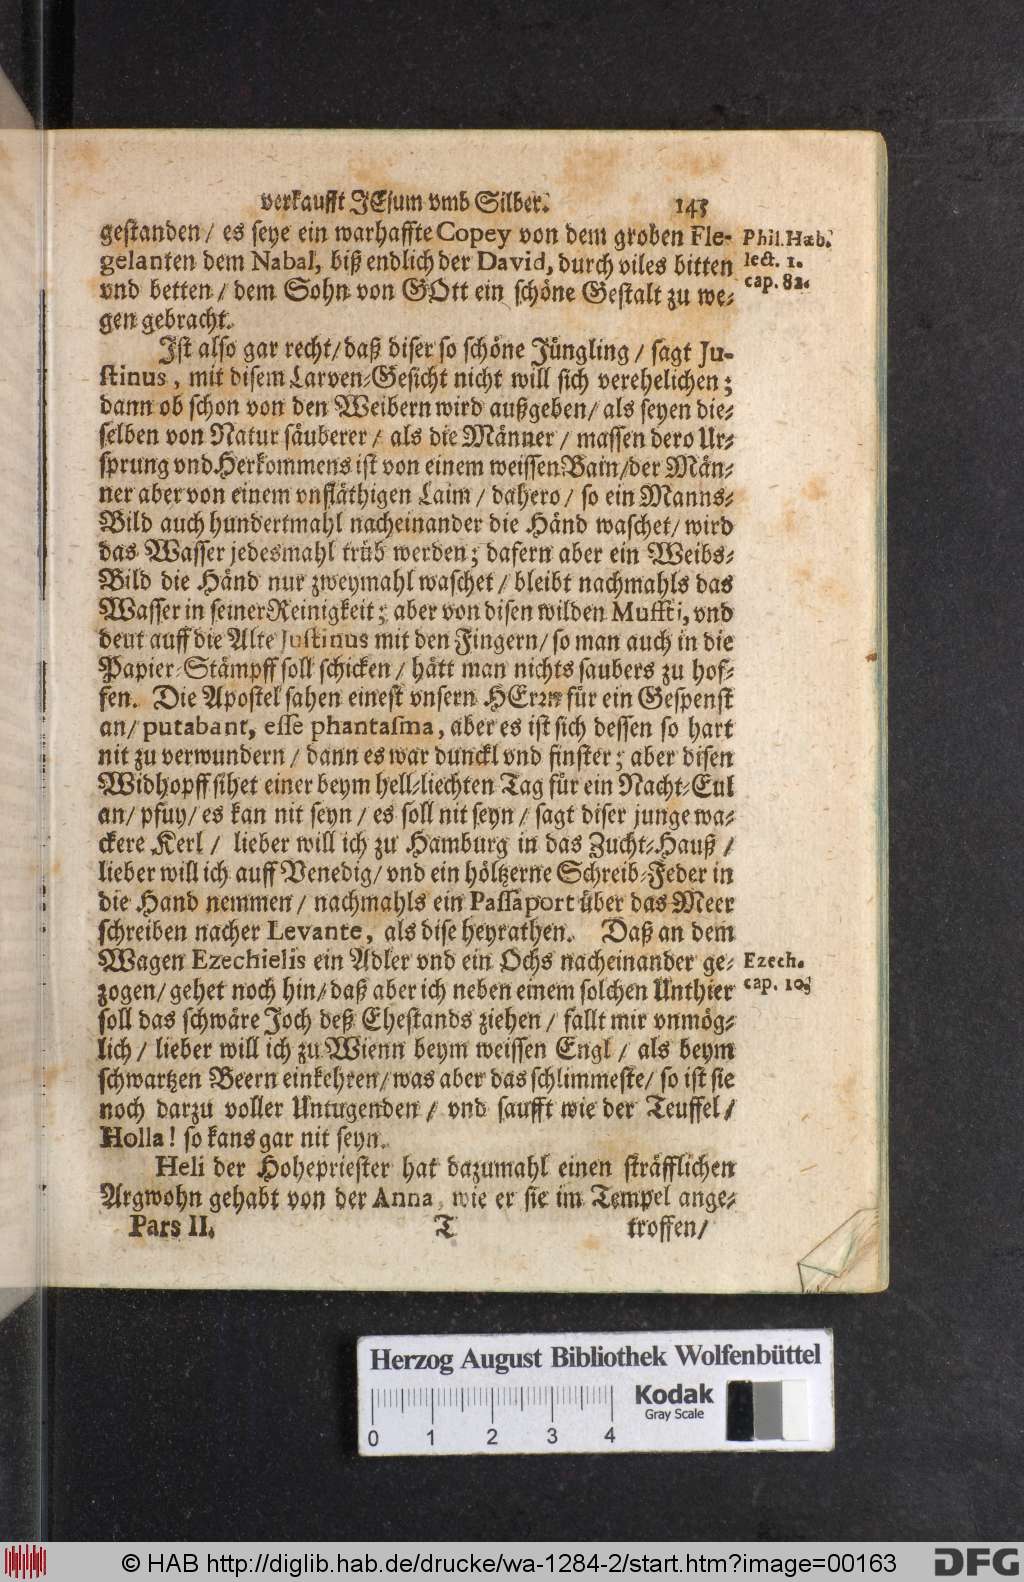 verkaufft JEsum vmb Silber. 145
gestanden / es seye ein warhaffte Copey von dem groben Fle-
gelanten dem Nabal, biß endlich der David, durch viles bitten
vnd betten / dem Sohn von GOtt ein schöne Gestalt zu we-
gen gebracht.
Phil. Hæb.
lect. 1.
cap. 82.
Ist also gar recht / daß diser so schöne Jüngling / sagt Ju-
stinus, mit disem Larven-Gesicht nicht will sich verehelichen;
dann ob schon von den Weibern wird außgeben / als seyen die-
selben von Natur säuberer / als die Männer / massen dero Ur-
sprung vnd Herkommens ist von einem weissen Bain / der Män-
ner aber von einem vnfläthigen Laim / dahero / so ein Manns-
Bild auch hundertmahl nacheinander die Händ waschet / wird
das Wasser jedesmahl trüb werden; dafern aber ein Weibs-
Bild die Händ nur zweymahl waschet / bleibt nachmahls das
Wasser in seiner Reinigkeit; aber von disen wilden Muffti, vnd
deut auff die Alte Justinus mit den Fingern / so man auch in die
Papier-Stämpff soll schicken / hätt man nichts saubers zu hof-
fen. Die Apostel sahen einest vnsern HErꝛn für ein Gespenst
an / putabant, esse phantasma, aber es ist sich dessen so hart
nit zu verwundern / dann es war dunckl vnd finster; aber disen
Widhopff sihet einer beym hell-liechten Tag für ein Nacht-Eul
an / pfuy / es kan nit seyn / es soll nit seyn / sagt diser junge wa-
ckere Kerl / lieber will ich zu Hamburg in das Zucht-Hauß /
lieber will ich auff Venedig / vnd ein höltzerne Schreib-Feder in
die Hand nemmen / nachmahls ein Passaport über das Meer
schreiben nacher Levante, als dise heyrathen. Daß an dem
Wagen Ezechielis ein Adler vnd ein Ochs nacheinander ge-
zogen / gehet noch hin / daß aber ich neben einem solchen Unthier
Ezech.
cap. 10.
soll das schwäre Joch deß Ehestands ziehen / fallt mir vnmög-
lich / lieber will ich zu Wienn beym weissen Engl / als beym
schwartzen Beern einkehren / was aber das schlimmeste / so ist sie
noch darzu voller Untugenden / vnd saufft wie der Teuffel /
Holla! so kans gar nit seyn.
Heli der Hohepriester hat dazumahl einen sträfflichen
Argwohn gehabt von der Anna, wie er sie im Tempel ange-
Pars II. T troffen /
Herzog August Bibliothek Wolfenbüttel
Kodak
Gray Scale
0 1 2 3 4
© HAB http://diglib.hab.de/drucke/wa-1284-2/start.htm?image=00163
DFG